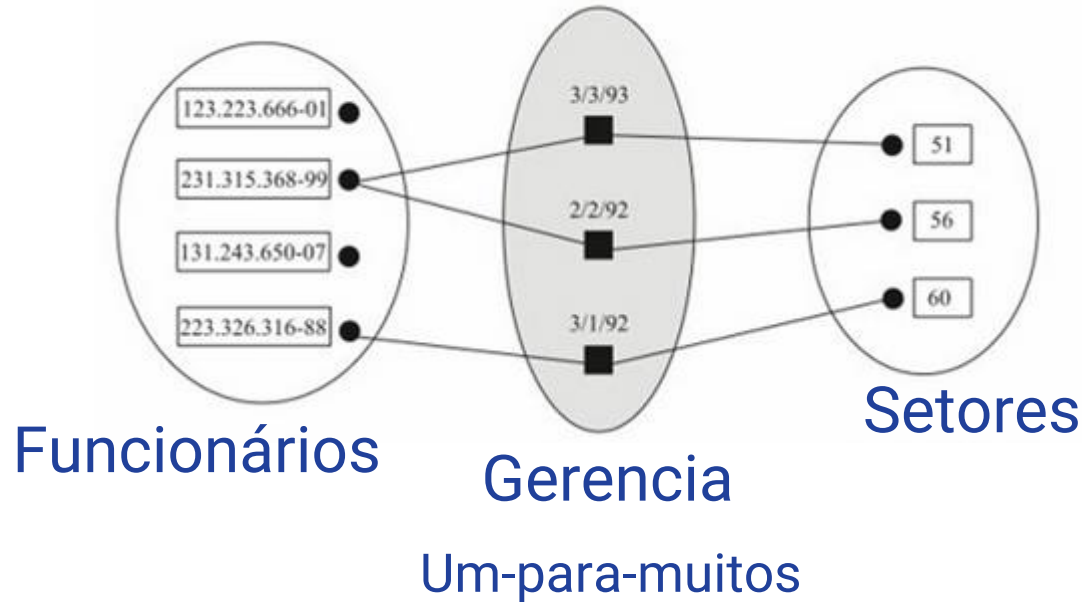 3/3/93
123.223.666-01
51
231.315.368-99
2/2/92
56
131.243.650-07
60
3/1/92
223.326.316-88
Setores
Funcionários
Gerencia
Um-para-muitos